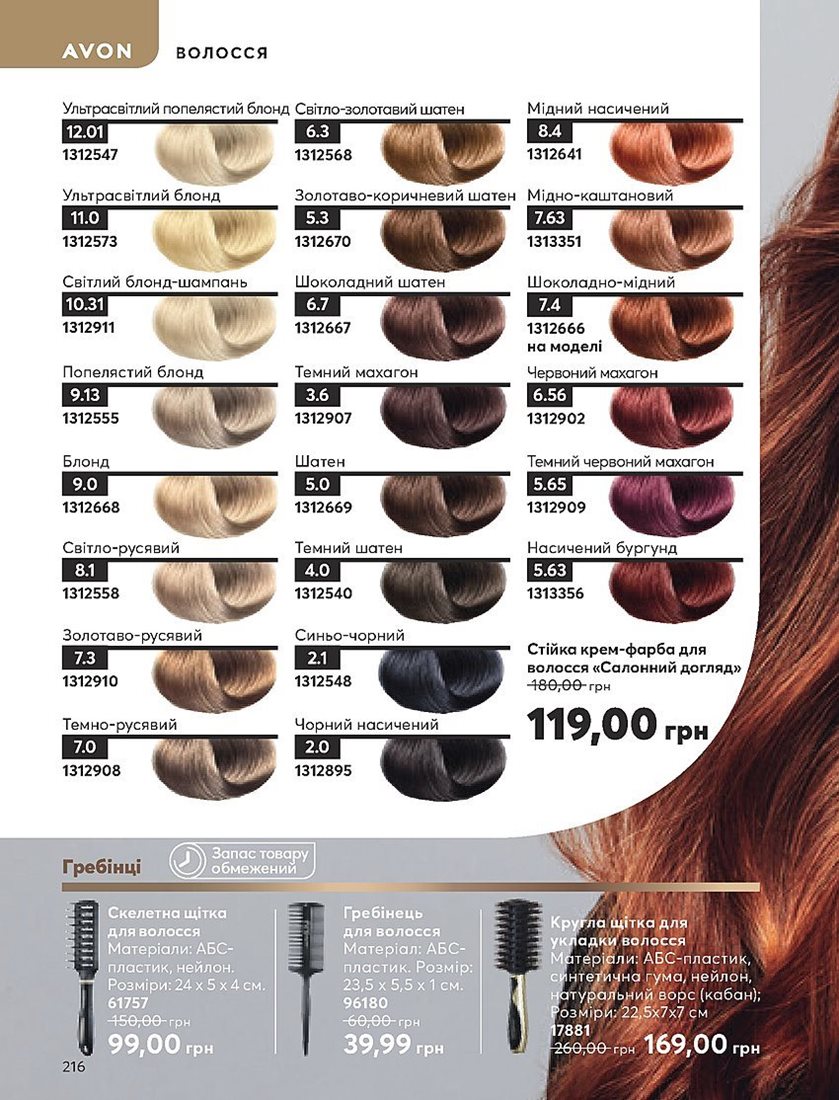 AVON
ВОЛОССЯ
Ультрасвітлий попелястий блонд
12.01
1312547
Ультрасвітлий блонд
11.0
1312573
Світлий блонд-шампань
10.31
1312911
Попелястий блонд
9.13
1312555
Блонд
9.0
1312668
Світло-русявий
8.1
1312558
Золотаво-русявий
7.3
1312910
Темно-русявий
7.0
1312908
Світло-золотавий шатен
6.3
1312568
Золотаво-коричневий шатен
5.3
1312670
Шоколадний шатен
6.7
1312667
Темний махагон
3.6
1312907
Шатен
5.0
1312669
Темний шатен
4.0
1312540
Синьо-чорний
2.1
1312548
Чорний насичений
2.0
1312895
Мідний насичений
8.4
1312641
Мідно-каштановий
7.63
1313351
Шоколадно-мідний
7.4
1312666
на моделі
Червоний махагон
6.56
1312902
Темний червоний махагон
5.65
1312909
Насичений бургунд
5.63
1313356
Стійка крем-фарба для
волосся «Салонний догляд»
180,00 грн
119,00 грн
Гребінці
Запас товару
обмежений
Скелетна щітка
для волосся
Матеріали: АБС-
пластик, нейлон.
Розміри: 24 x 5 x 4 см.
61757
150,00 грн
99,00 грн
Гребінець
для волосся
Матеріал: АБС-
пластик. Розмір:
23,5 x 5,5 x 1 см.
96180
60,00 грн
39,99 грн
Кругла щітка для
укладки волосся
Матеріали: АБС-пластик,
синтетична гума, нейлон,
натуральний ворс (кабан);
Розміри: 22,5х7х7 см
17881
260,00 грн 169,00 грн
216